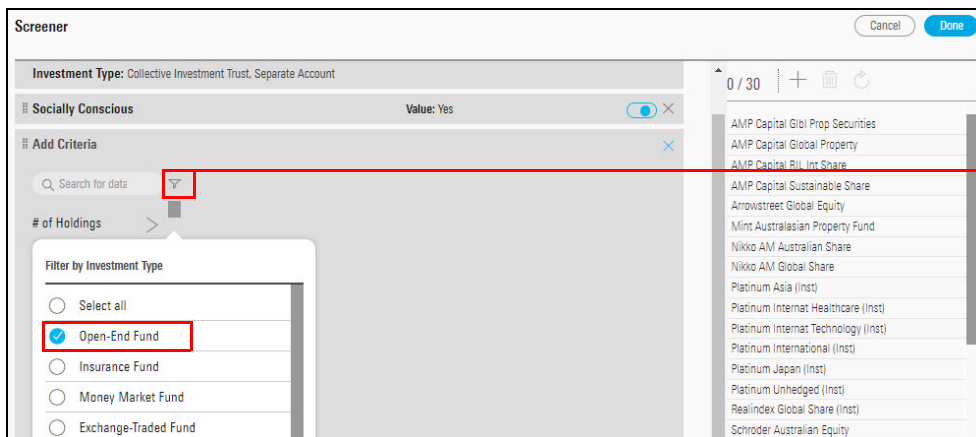 Screener
Cancel
Done
Investment Type: Collective Investment Trust, Separate Account
Socially Conscious Value: Yes
Add Criteria
Search for data
# of Holdings
Filter by Investment Type
Select all
Open-End Fund
Insurance Fund
Money Market Fund
Exchange-Traded Fund
0 / 30
AMP Capital Glbl Prop Securities
AMP Capital Global Property
AMP Capital RIL Int Share
AMP Capital Sustainable Share
Arrowstreet Global Equity
Mint Australasian Property Fund
Nikko AM Australian Share
Nikko AM Global Share
Platinum Asia (Inst)
Platinum Internat Healthcare (Inst)
Platinum Internat Technology (Inst)
Platinum International (Inst)
Platinum Japan (Inst)
Platinum Unhedged (Inst)
Realindex Global Share (Inst)
Schroder Australian Equity